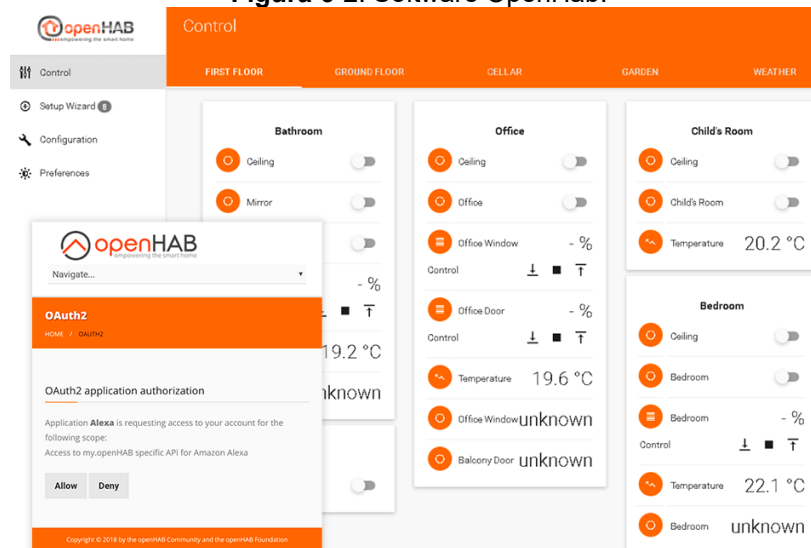 Figura 3 2. Software OpenHab.
openHAB
empowering the smart home
Control
Control
Setup Wizard 8
Configuration
Preferences
FIRST FLOOR
GROUND FLOOR
CELLAR
GARDEN
WEATHER
Bathroom
Ceiling
Mirror
- %
19.2 °C
Office
Ceiling
Office
Office Window - %
Control
Office Door - %
Control
Temperature 19.6 °C
Office Window unknown
Balcony Door unknown
Child's Room
Ceiling
Child's Room
Temperature 20.2 °C
Bedroom
Ceiling
Bedroom
Bedroom - %
Control
Temperature 22.1 °C
Bedroom unknown
openHAB
empowering the smart home
Navigate...
OAuth2
HOME / OAUTH2
OAuth2 application authorization
Application Alexa is requesting access to your account for the
following scope:
Access to my.openHAB specific API for Amazon Alexa
Allow Deny
Copyright © 2018 by the openHAB Community and the openHAB Foundation